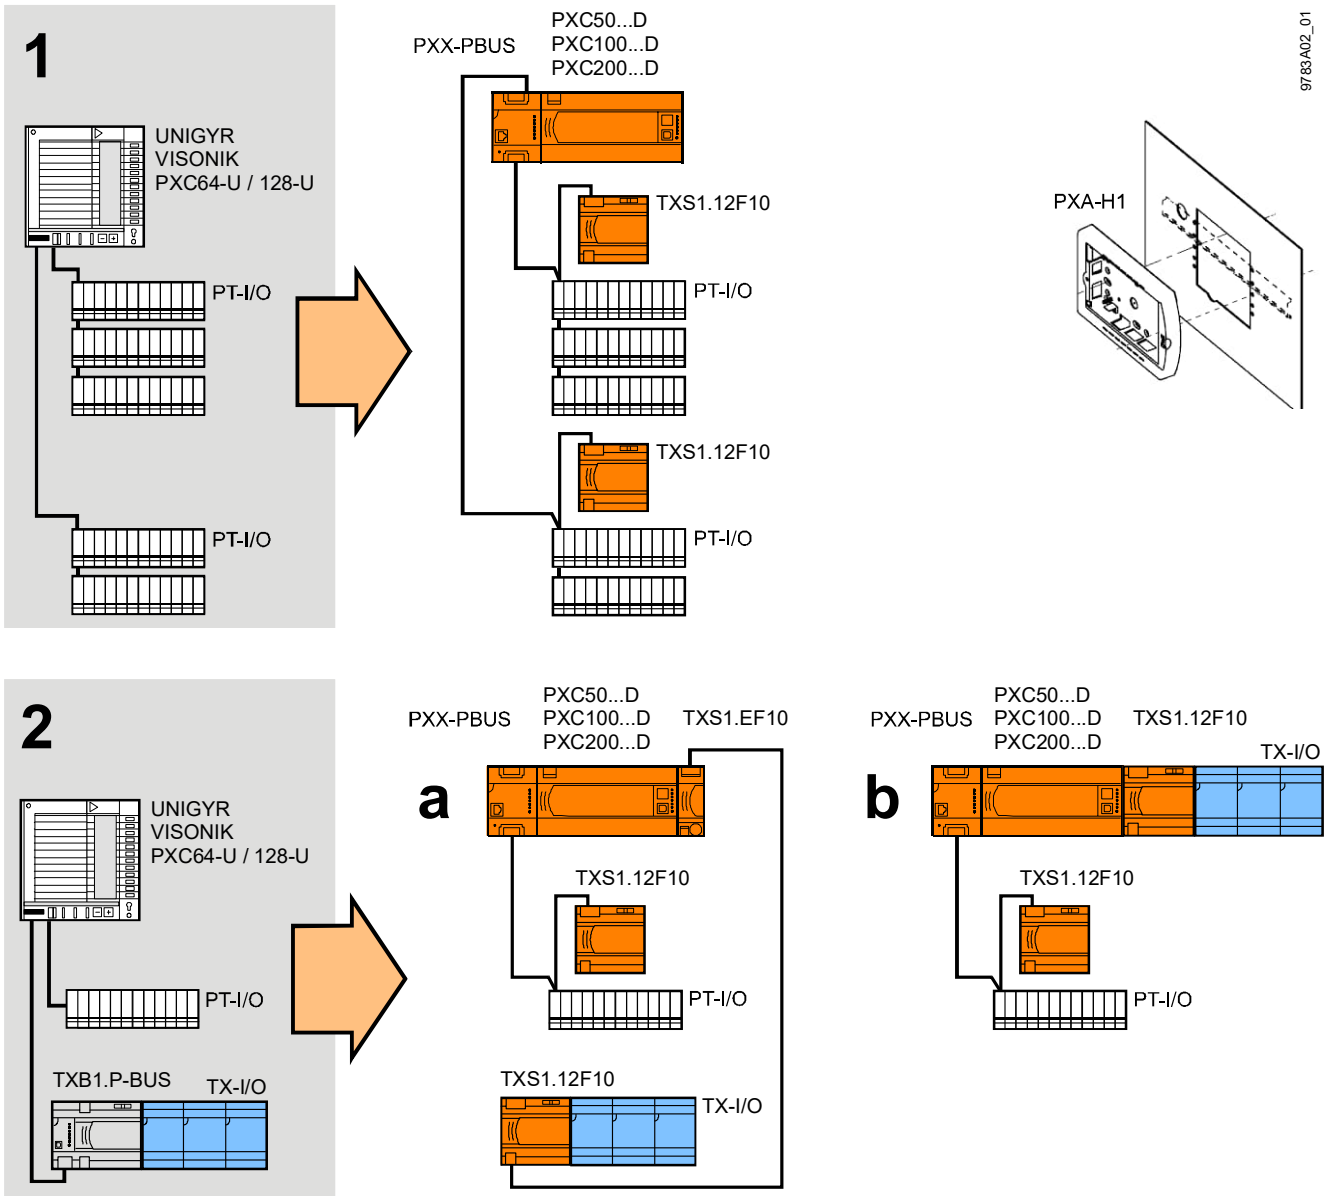 1
UNIGYR
VISONIK
PXC64-U / 128-U
PT-I/O
PT-I/O
PXX-PBUS
PXC50...D
PXC100...D
PXC200...D
TXS1.12F10
PT-I/O
TXS1.12F10
PT-I/O
PXA-H1
9783A02_01
2
UNIGYR
VISONIK
PXC64-U / 128-U
PT-I/O
TXB1.P-BUS
TX-I/O
a
PXX-PBUS
PXC50...D
PXC100...D
PXC200...D
TXS1.EF10
TXS1.12F10
PT-I/O
TXS1.12F10
TX-I/O
b
PXX-PBUS
PXC50...D
PXC100...D
PXC200...D
TXS1.12F10
TX-I/O
TXS1.12F10
PT-I/O